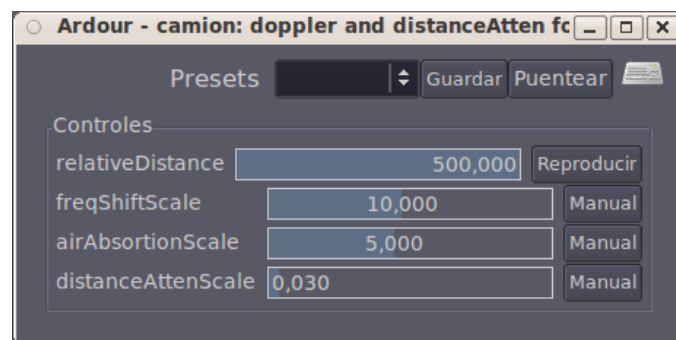 Ardour - camion: doppler and distanceAtten fo
Presets Guardar Puentear
Controles
relativeDistance 500,000 Reproducir
freqShiftScale 10,000 Manual
airAbsortionScale 5,000 Manual
distanceAttenScale 0,030 Manual